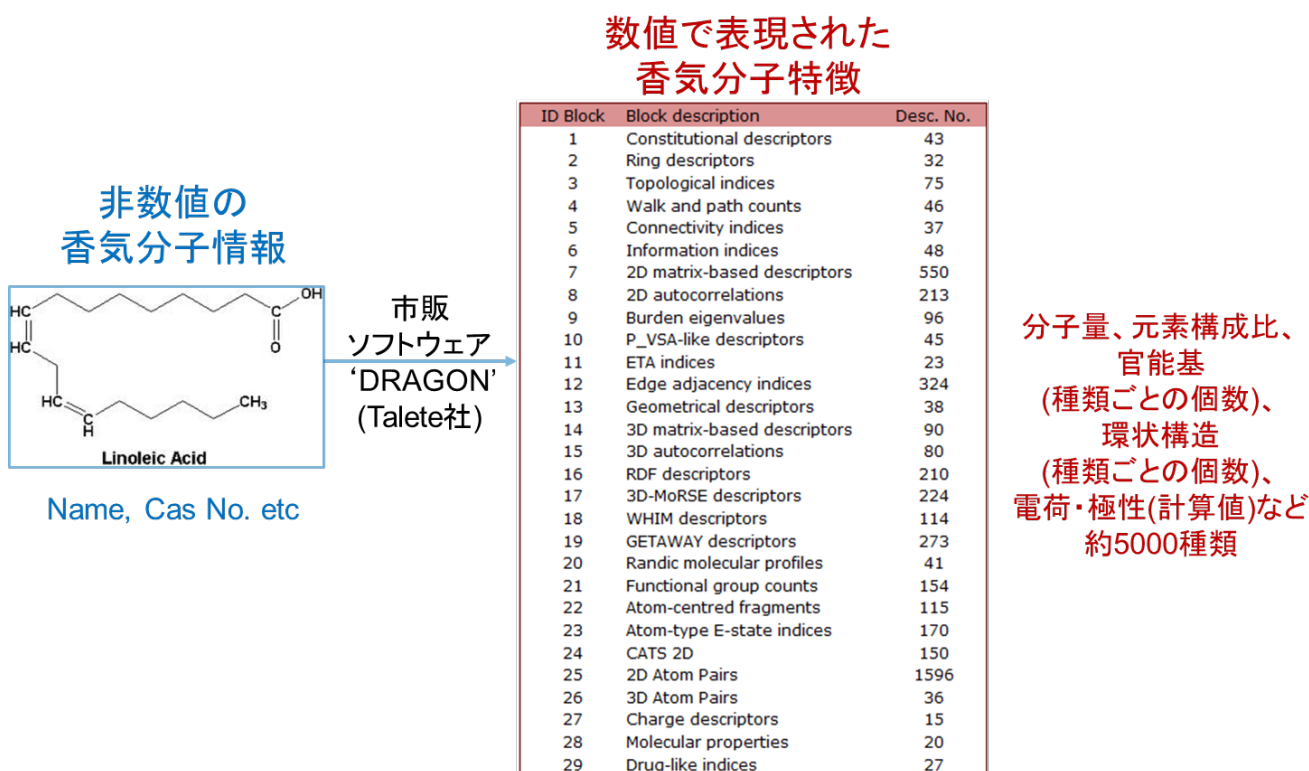 数値で表現された
香気分子特徴
非数値の
香気分子情報
OH
HC
C
HC
O
HC
C
H
CH3
Linoleic Acid
Name, Cas No. etc
市販
ソフトウェア
‘DRAGON’
(Talete社)
ID Block Block description Desc. No.
1 Constitutional descriptors 43
2 Ring descriptors 32
3 Topological indices 75
4 Walk and path counts 46
5 Connectivity indices 37
6 Information indices 48
7 2D matrix-based descriptors 550
8 2D autocorrelations 213
9 Burden eigenvalues 96
10 P_VSA-like descriptors 45
11 ETA indices 23
12 Edge adjacency indices 324
13 Geometrical descriptors 38
14 3D matrix-based descriptors 90
15 3D autocorrelations 80
16 RDF descriptors 210
17 3D-MoRSE descriptors 224
18 WHIM descriptors 114
19 GETAWAY descriptors 273
20 Randic molecular profiles 41
21 Functional group counts 154
22 Atom-centred fragments 115
23 Atom-type E-state indices 170
24 CATS 2D 150
25 2D Atom Pairs 1596
26 3D Atom Pairs 36
27 Charge descriptors 15
28 Molecular properties 20
29 Drug-like indices 27
分子量、元素構成比、
官能基
(種類ごとの個数)、
環状構造
(種類ごとの個数)、
電荷・極性(計算値)など
約5000種類